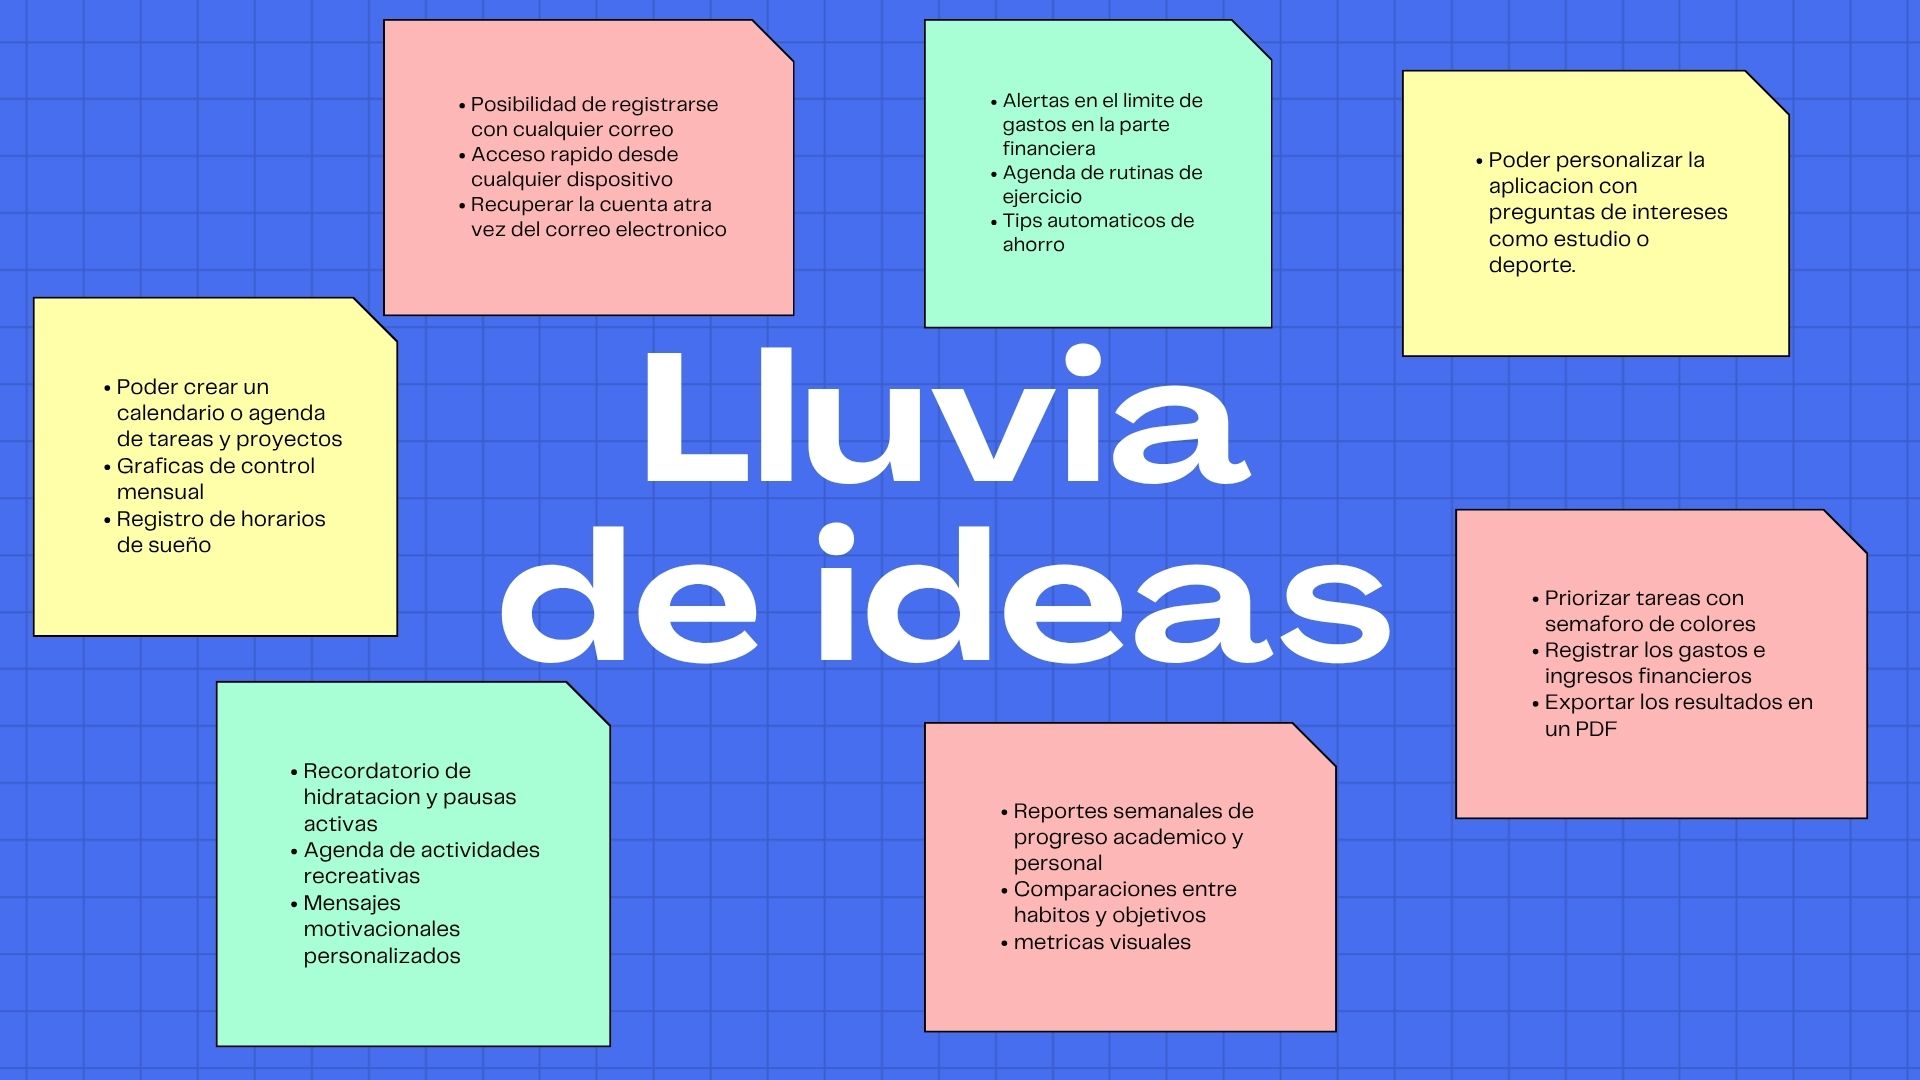 • Posibilidad de registrarse
con cualquier correo
• Acceso rapido desde
cualquier dispositivo
• Recuperar la cuenta atra
vez del correo electronico
• Alertas en el limite de
gastos en la parte
financiera
• Agenda de rutinas de
ejercicio
• Tips automaticos de
ahorro
• Poder personalizar la
aplicacion con
preguntas de intereses
como estudio o
deporte.
• Poder crear un
calendario o agenda
de tareas y proyectos
• Graficas de control
mensual
• Registro de horarios
de sueño
Lluvia
de ideas
• Priorizar tareas con
semaforo de colores
• Registrar los gastos e
ingresos financieros
• Exportar los resultados en
un PDF
• Recordatorio de
hidratacion y pausas
activas
• Agenda de actividades
recreativas
• Mensajes
motivacionales
personalizados
• Reportes semanales de
progreso academico y
personal
• Comparaciones entre
habitos y objetivos
• metricas visuales